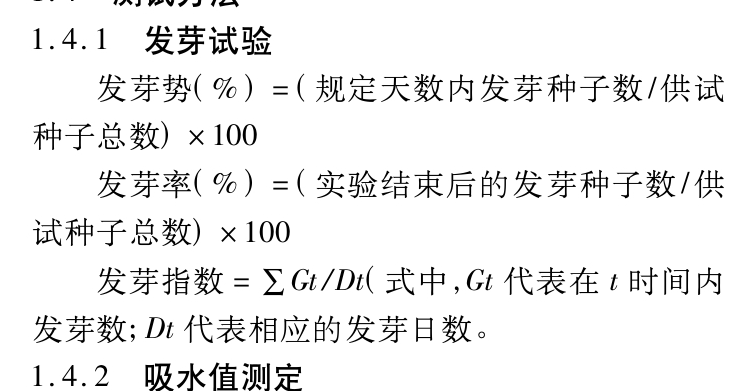 1.4.1 发芽试验
发芽势(%) =(规定天数内发芽种子数/供试
种子总数) ×100
发芽率(%) =(实验结束后的发芽种子数/供
试种子总数) ×100
发芽指数 = ∑Gt/Dt(式中,Gt 代表在 t 时间内
发芽数;Dt 代表相应的发芽日数。
1.4.2 吸水值测定